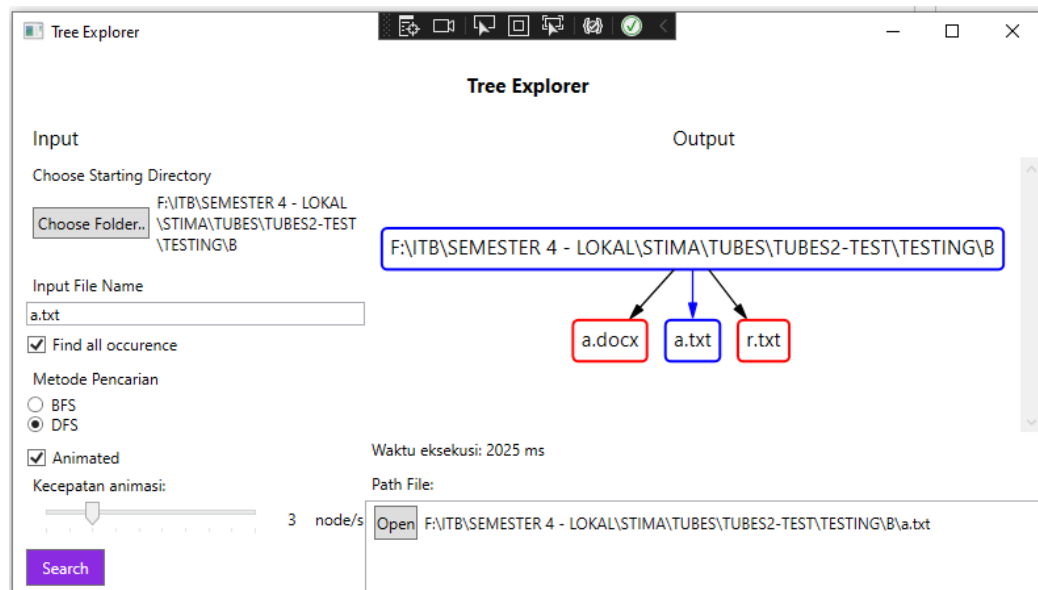 Tree Explorer
Tree Explorer
Input
Output
Choose Starting Directory
Choose Folder..
F:\ITB\SEMESTER 4 - LOKAL
\STIMA\TUBES\TUBES2-TEST
\TESTING\B
F:\ITB\SEMESTER 4 - LOKAL\STIMA\TUBES\TUBES2-TEST\TESTING\B
a.docx
a.txt
r.txt
Input File Name
a.txt
Find all occurence
Metode Pencarian
BFS
DFS
Animated
Kecepatan animasi:
3 node/s
Search
Waktu eksekusi: 2025 ms
Path File:
Open F:\ITB\SEMESTER 4 - LOKAL\STIMA\TUBES\TUBES2-TEST\TESTING\B\a.txt